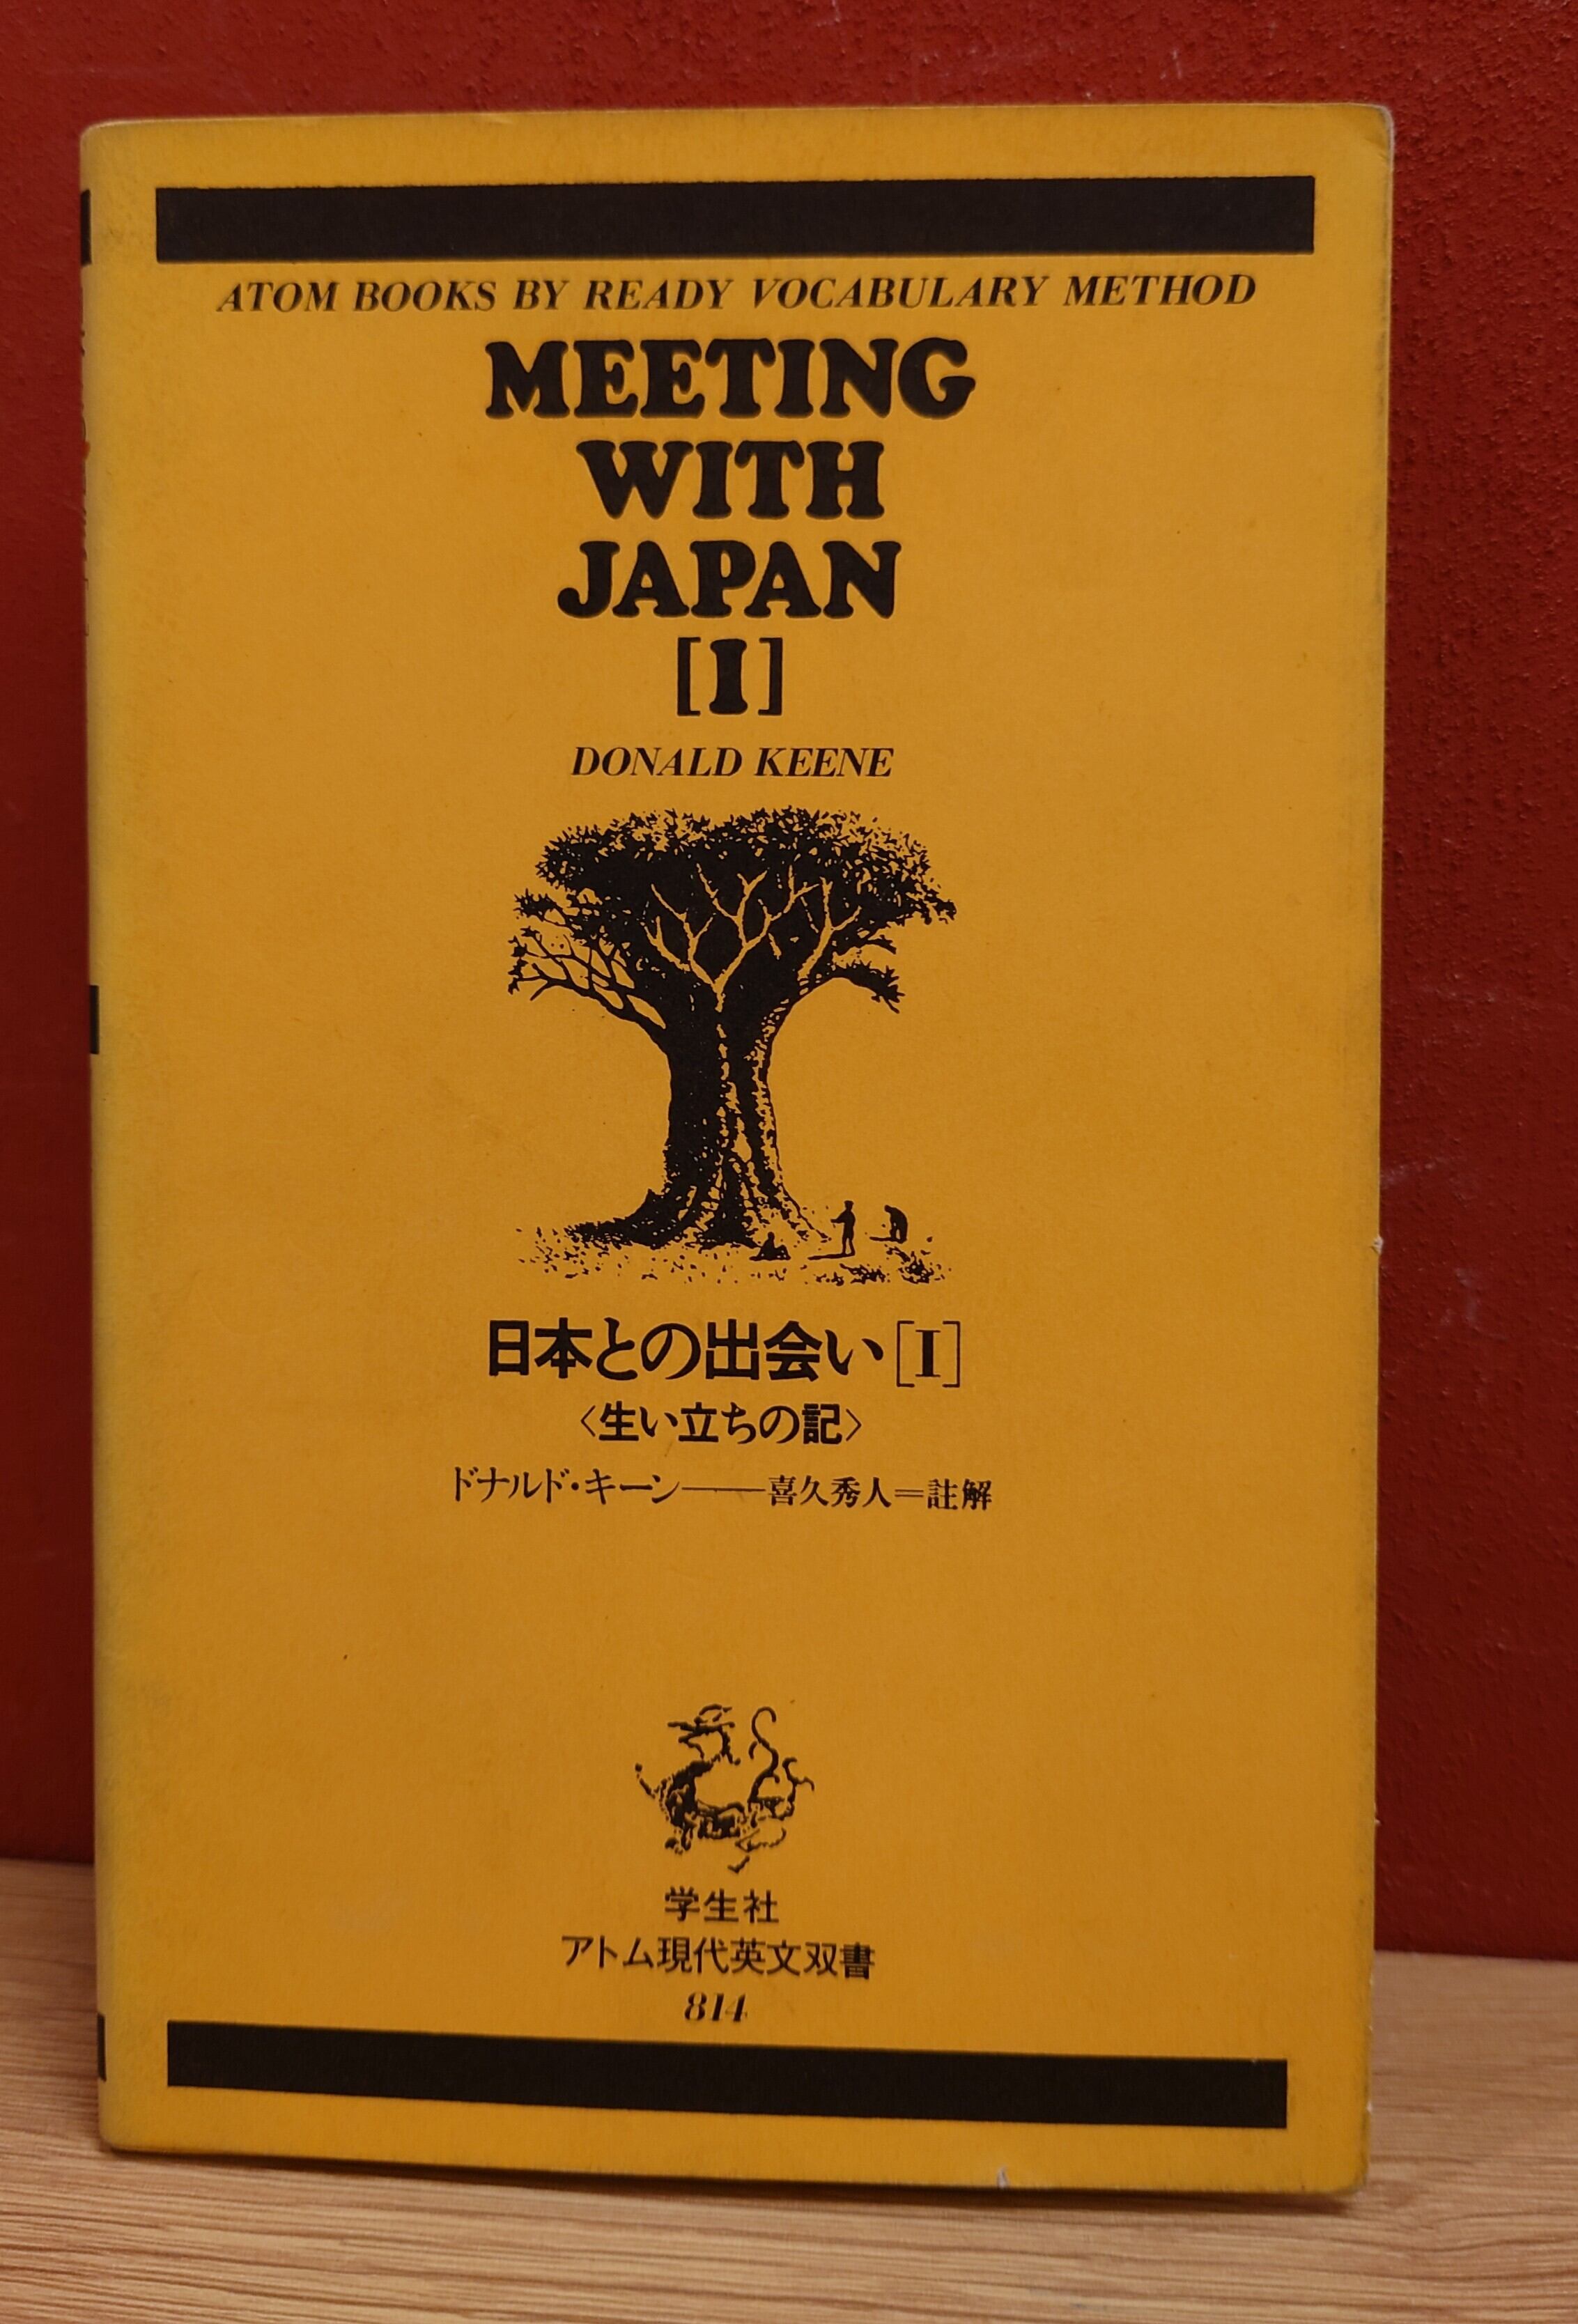 ATOM BOOKS BY READY VOCABULARY METHOD
MEETING
WITH
JAPAN
[I]
DONALD KEENE
日本との出会い[I]
〈生い立ちの記〉
ドナルド・キーン——喜久秀人=註解
学生社
アトム現代英文双書
814